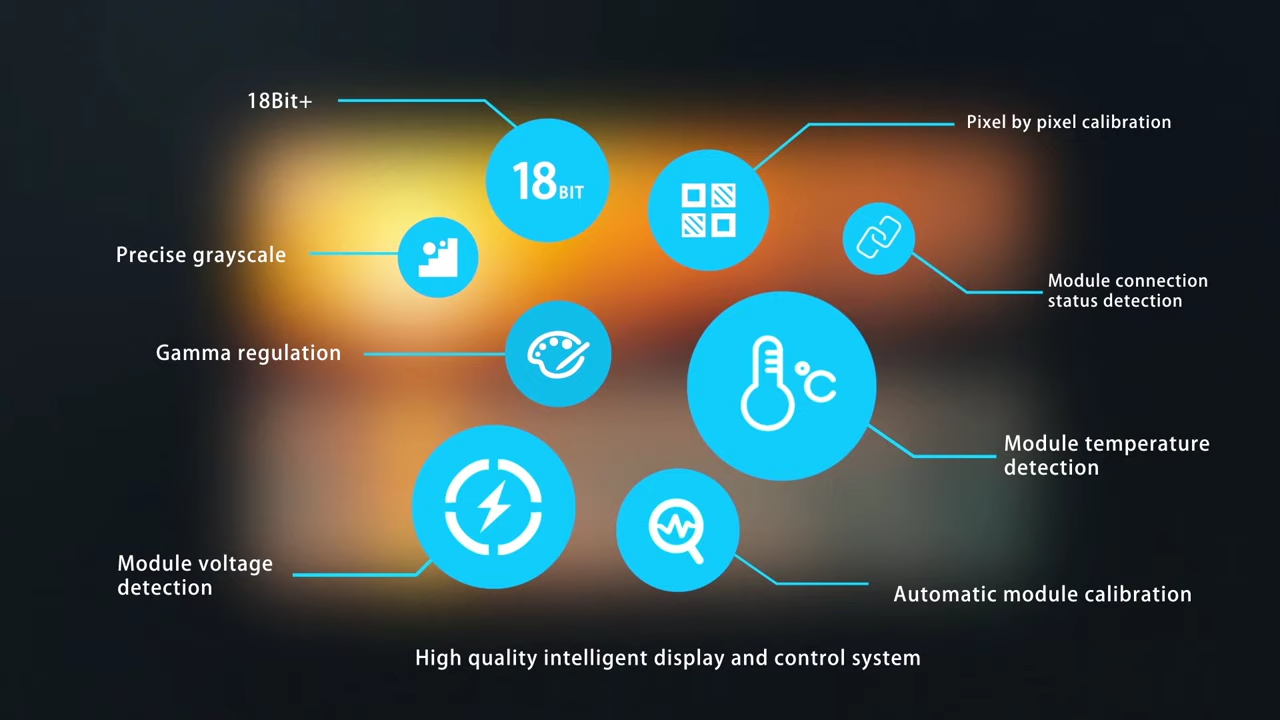 18Bit+
18BIT
Pixel by pixel calibration
Precise grayscale
Module connection
status detection
Gamma regulation
°C
Module temperature
detection
Module voltage
detection
Automatic module calibration
High quality intelligent display and control system